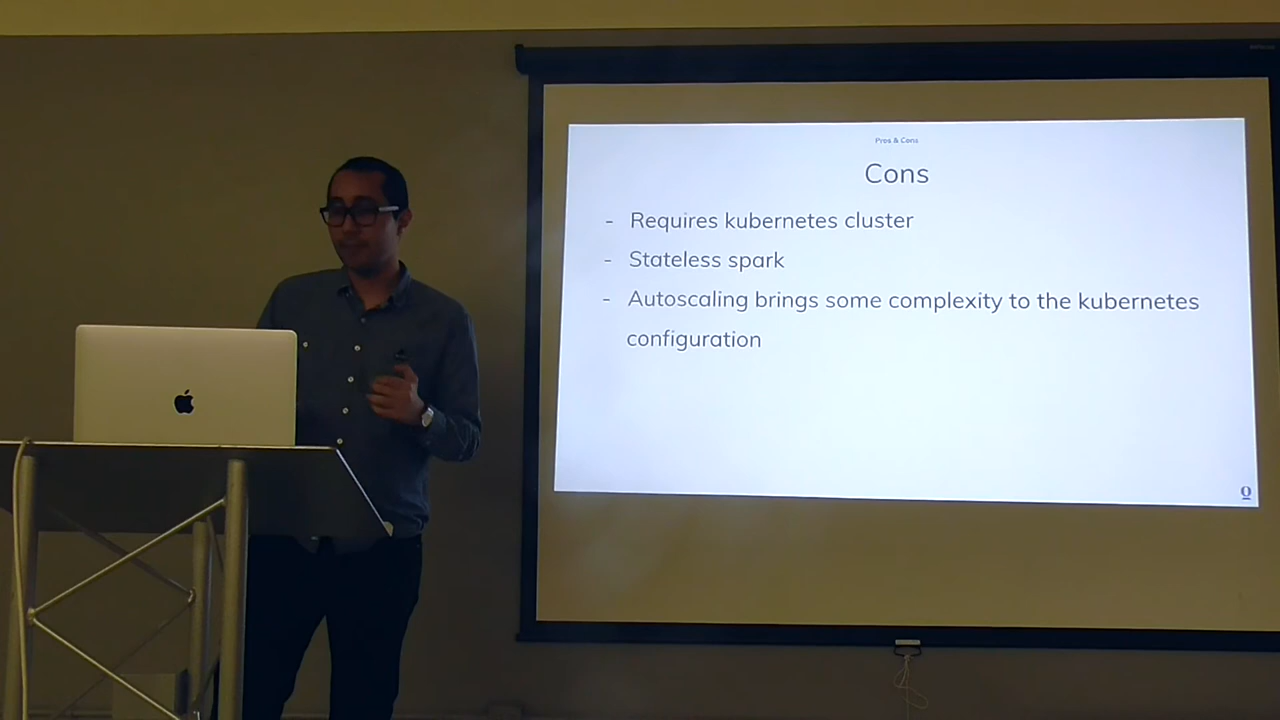 Pros & Cons
Cons
- Requires kubernetes cluster
- Stateless spark
- Autoscaling brings some complexity to the kubernetes
configuration